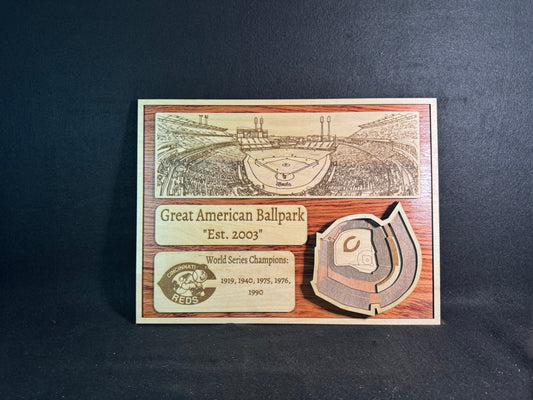 Great American Ballpark
"Est. 2003"
World Series Champions:
CINCINNATI
REDS
1919, 1940, 1975, 1976,
1990